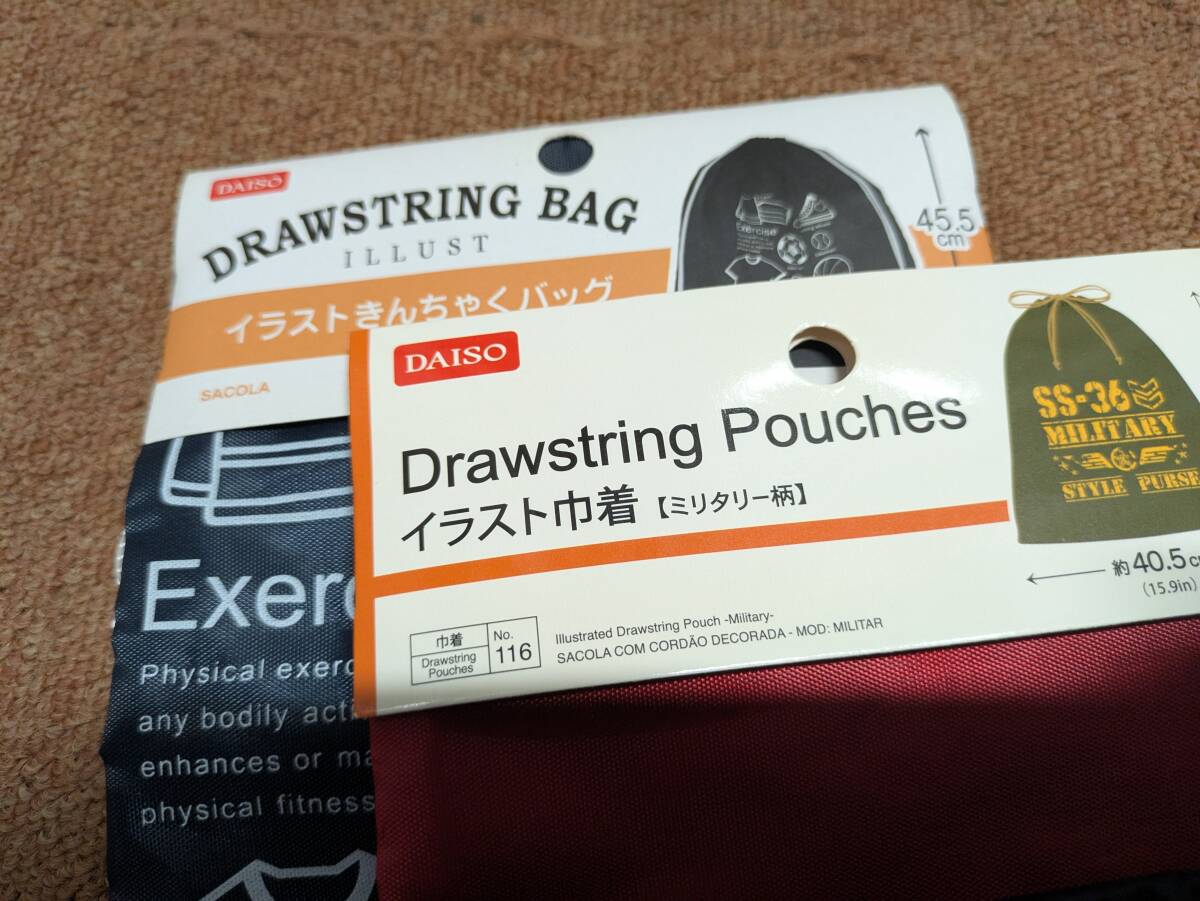 DAISO
DRAWSTRING BAG
ILLUST
イラストきんちゃくバッグ
SACOLA
45.5
cm
Exercise
Exerc
Physical exerc
any bodily acti
enhances or ma
physical fitness
DAISO
Drawstring Pouches
イラスト巾着【ミリタリー柄】
巾着
Drawstring
Pouches
No.
116
Illustrated Drawstring Pouch -Military-
SACOLA COM CORDÃO DECORADA - MOD: MILITAR
SS-36
MILITARY
STYLE PURSE
約40.5c
(15.9in)